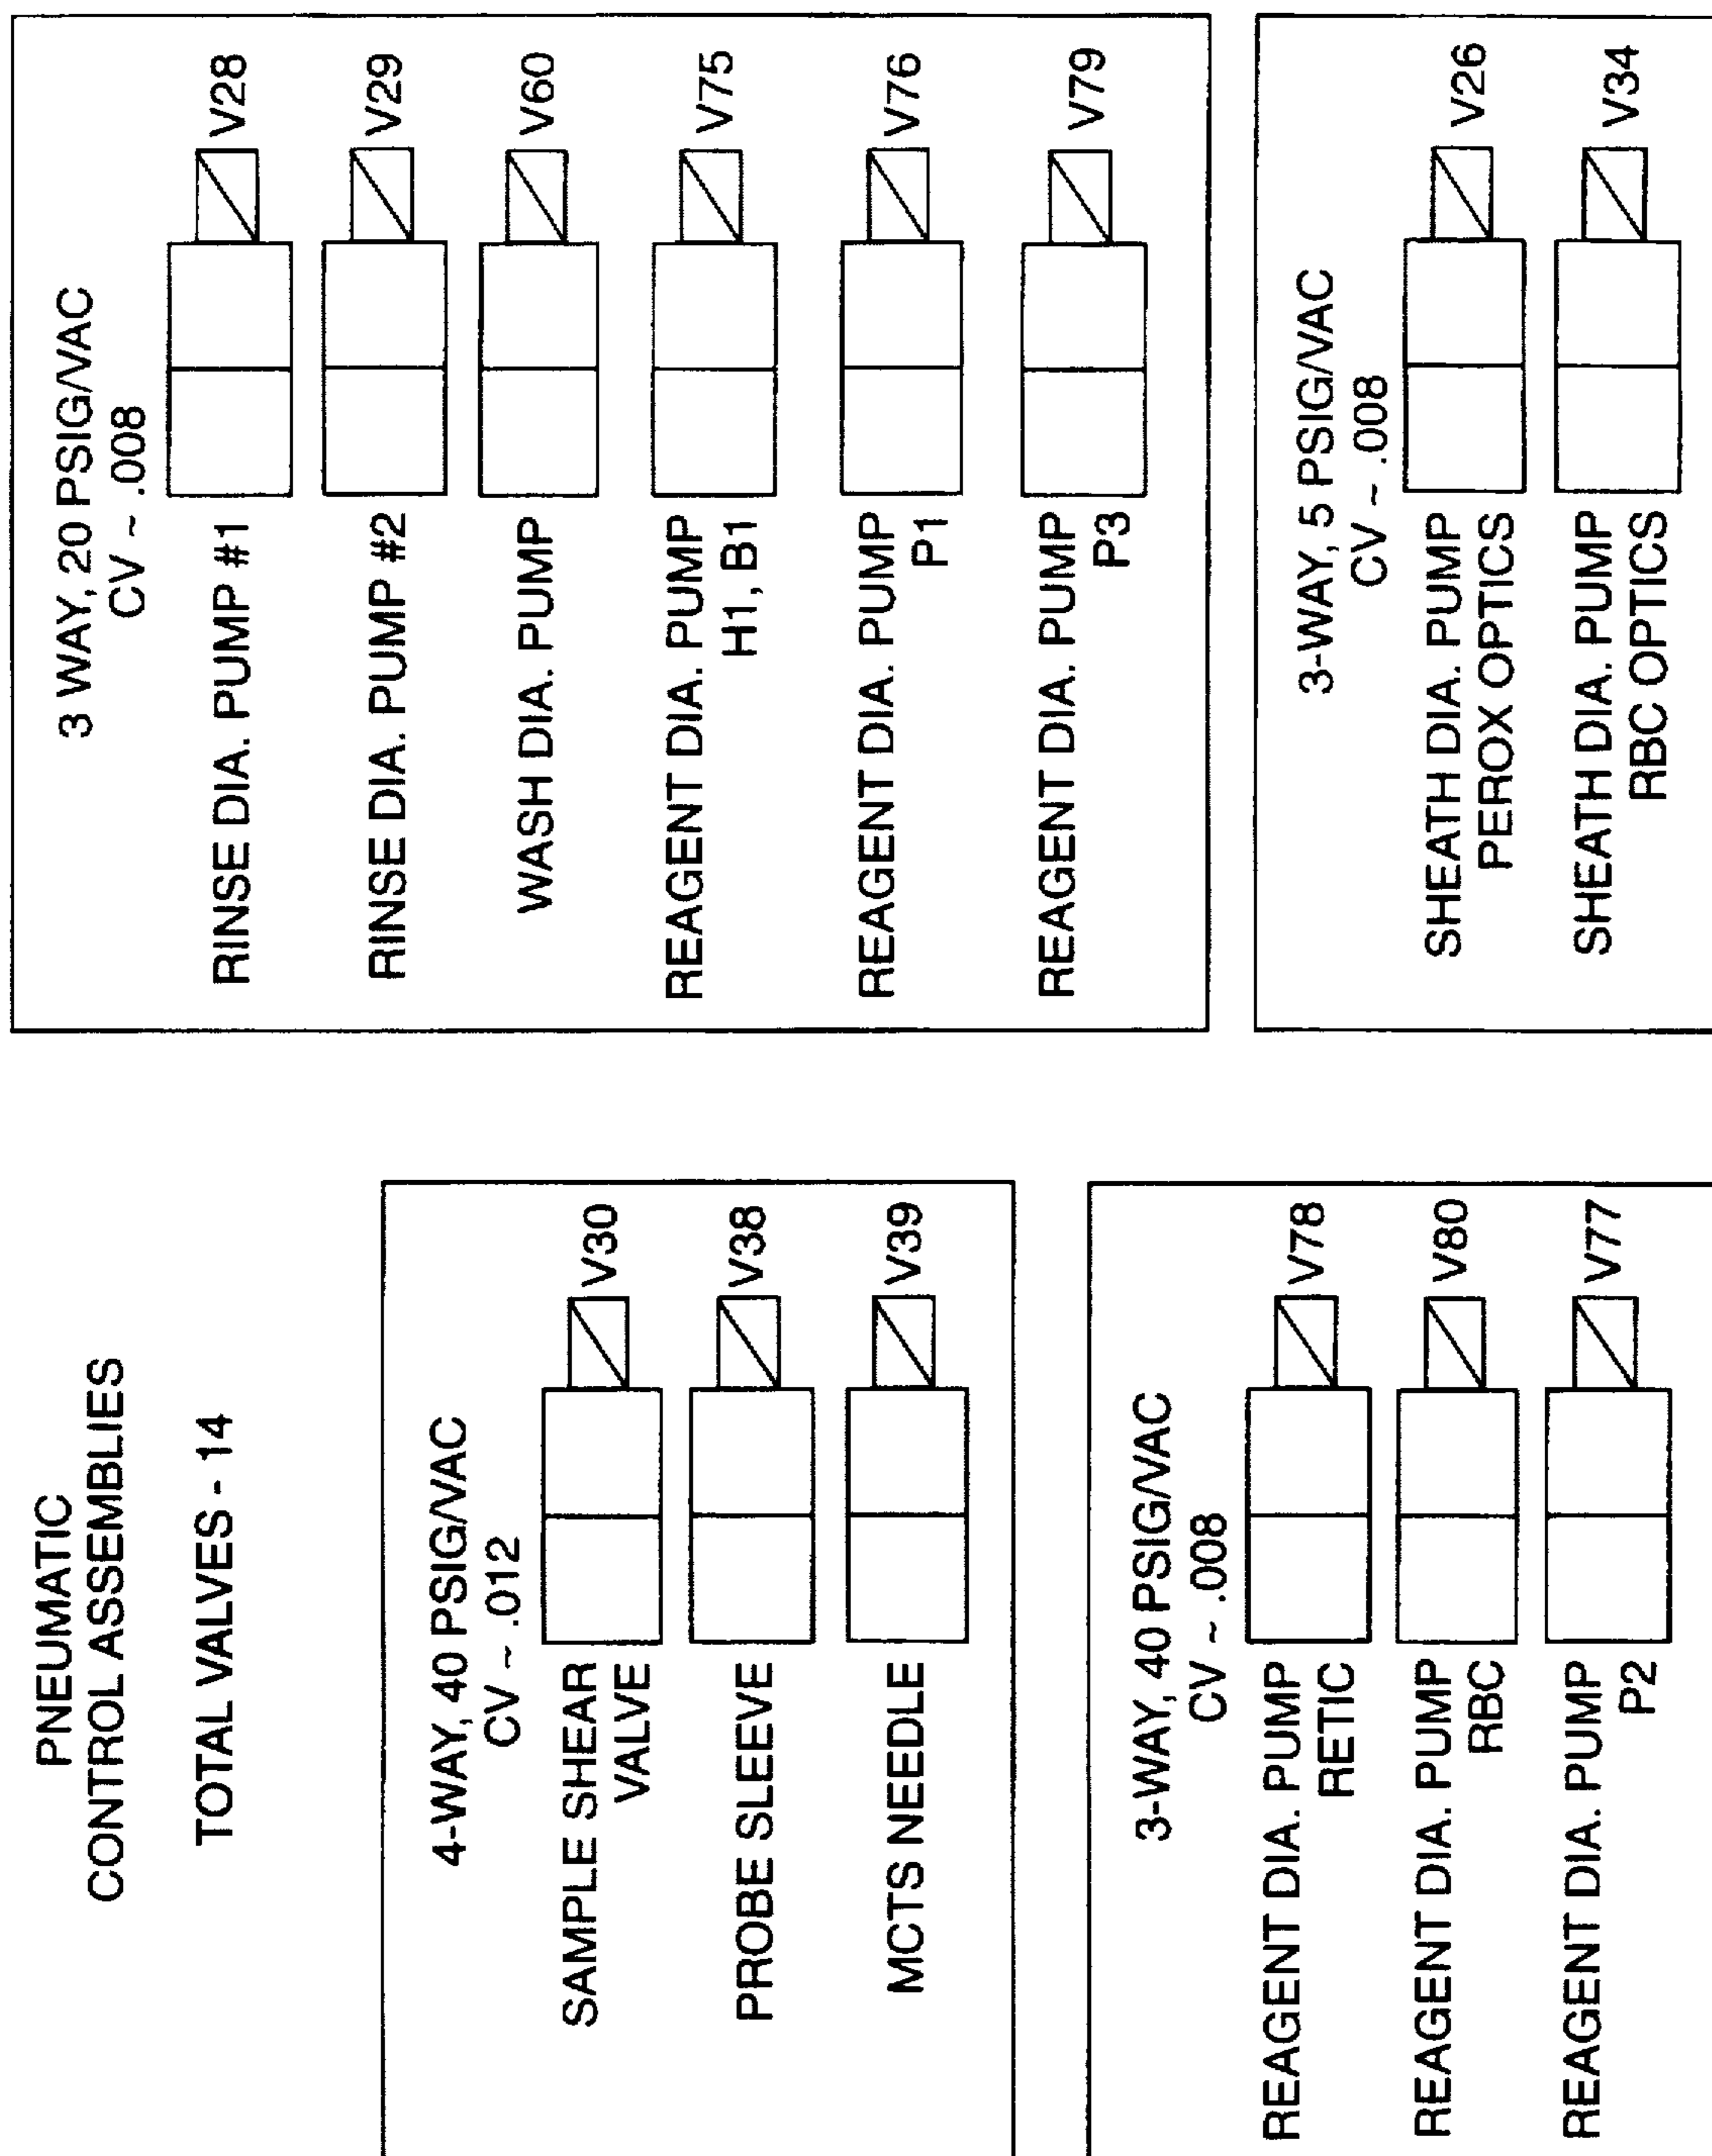 PNEUMATIC
CONTROL ASSEMBLIES
TOTAL VALVES - 14
4-WAY, 40 PSIG/VAC
CV ~ .012
SAMPLE SHEAR
VALVE
V30
PROBE SLEEVE
V38
MCTS NEEDLE
V39
3-WAY, 40 PSIG/VAC
CV ~ .008
REAGENT DIA. PUMP
RETIC
V78
REAGENT DIA. PUMP
RBC
V80
REAGENT DIA. PUMP
P2
V77
3 WAY, 20 PSIG/VAC
CV ~ .008
RINSE DIA. PUMP #1
V28
RINSE DIA. PUMP #2
V29
WASH DIA. PUMP
V60
REAGENT DIA. PUMP
H1, B1
V75
REAGENT DIA. PUMP
P1
V76
REAGENT DIA. PUMP
P3
V79
3-WAY, 5 PSIG/VAC
CV ~ .008
SHEATH DIA. PUMP
PEROX OPTICS
V26
SHEATH DIA. PUMP
RBC OPTICS
V34